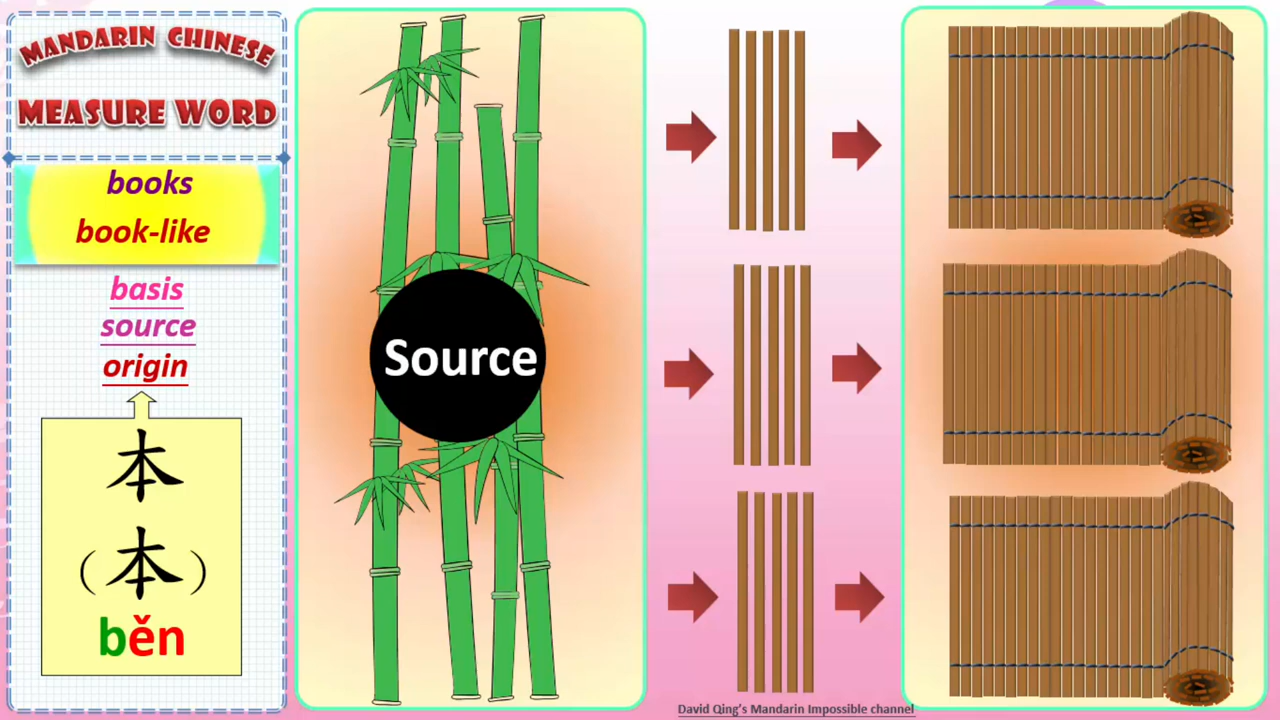 MANDARIN CHINESE
MEASURE WORD
books
book-like
basis
source
origin
本
(本)
běn
Source
David Qing's Mandarin Impossible channel